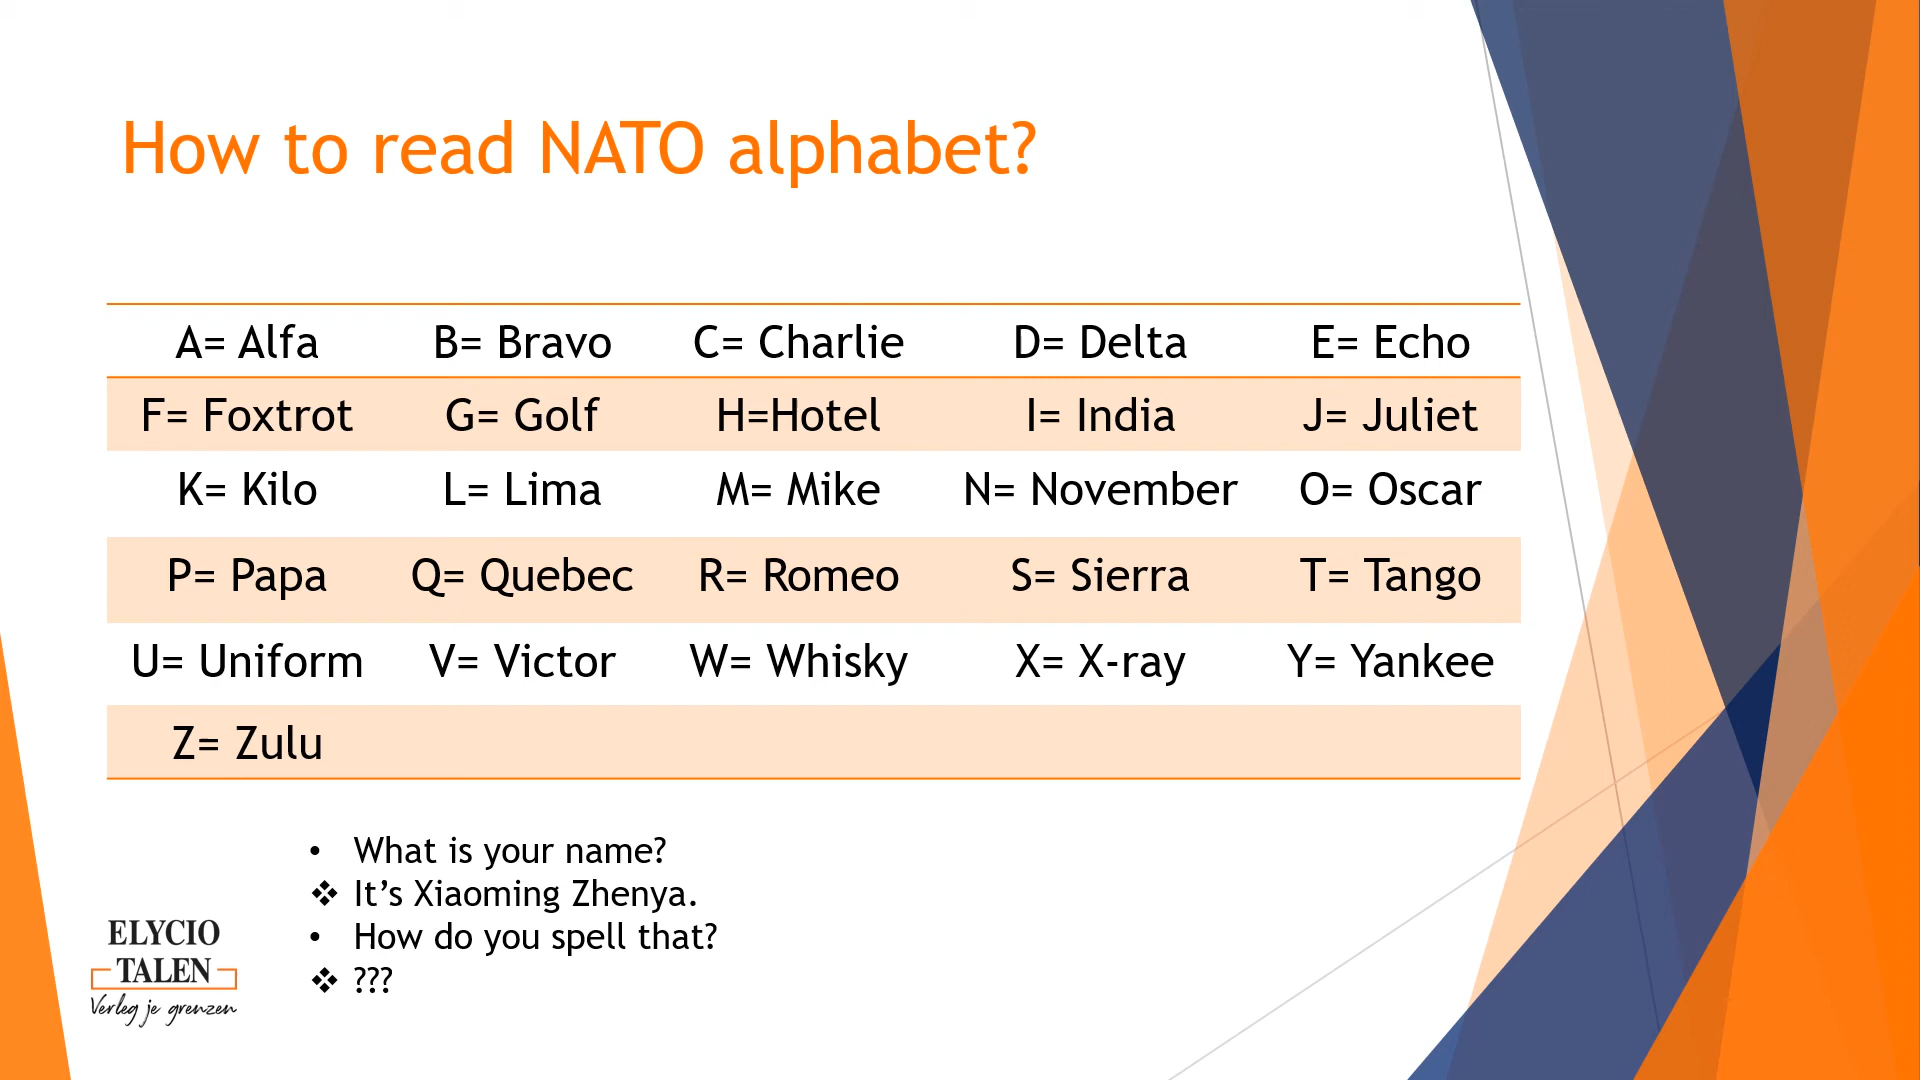 How to read NATO alphabet?
A= Alfa B= Bravo C= Charlie D= Delta E= Echo
F= Foxtrot G= Golf H=Hotel I= India J= Juliet
K= Kilo L= Lima M= Mike N= November O= Oscar
P= Papa Q= Quebec R= Romeo S= Sierra T= Tango
U= Uniform V= Victor W= Whisky X= X-ray Y= Yankee
Z= Zulu
• What is your name?
❖ It’s Xiaoming Zhenya.
• How do you spell that?
❖ ???
ELYCIO
TALEN
Verleg je grenzen